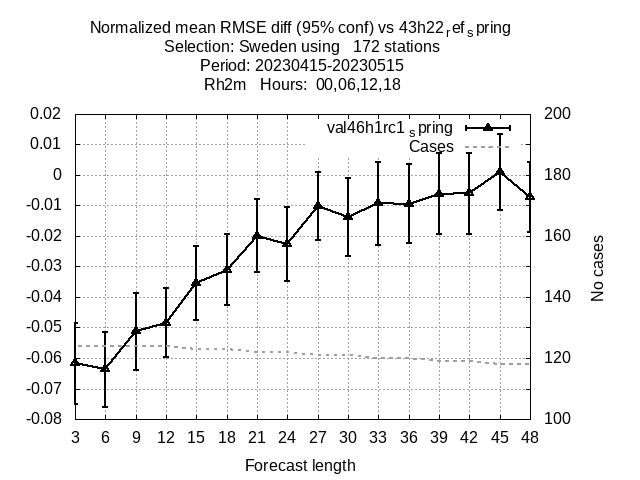 Normalized mean RMSE diff (95% conf) vs 43h22refspring
Selection: Sweden using   172 stations
Period: 20230415-20230515
Rh2m   Hours:  00,06,12,18
0.02
0.01
0
-0.01
-0.02
-0.03
-0.04
-0.05
-0.06
-0.07
-0.08
val46h1rc1spring
Cases
200
180
160
140
120
100
No cases
3 6 9 12 15 18 21 24 27 30 33 36 39 42 45 48
Forecast length